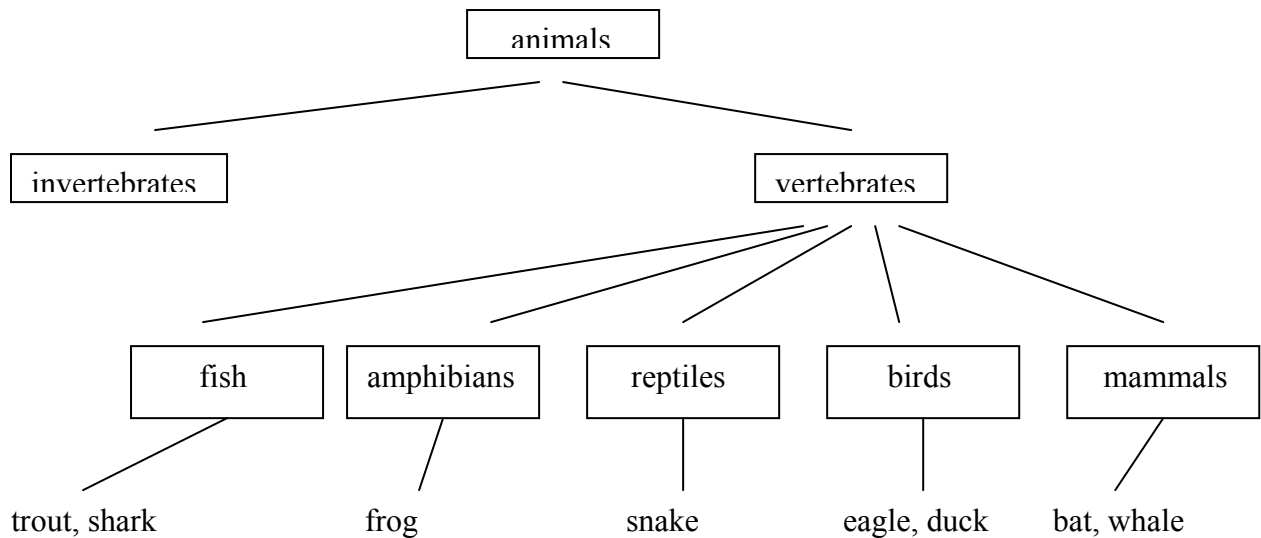 animals
invertebrates
vertebrates
fish
amphibians
reptiles
birds
mammals
trout, shark
frog
snake
eagle, duck
bat, whale